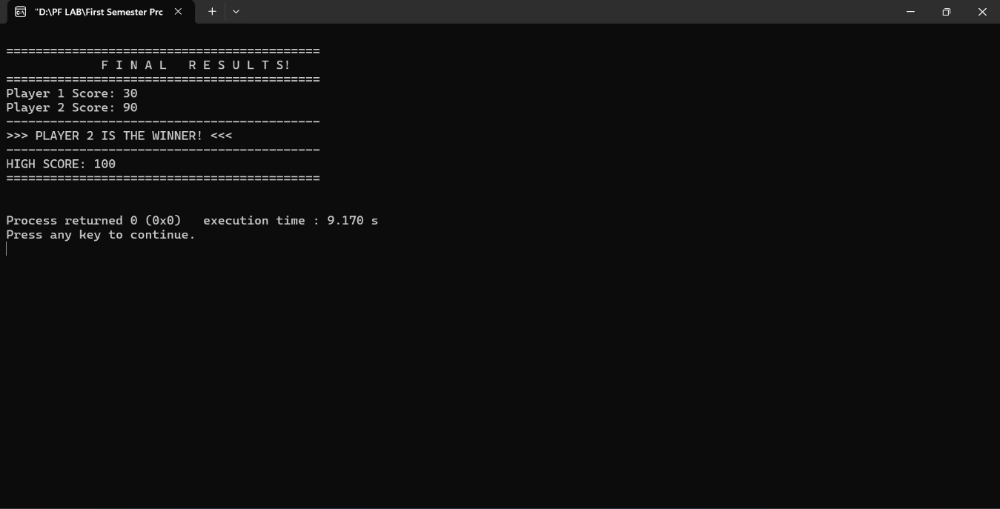 "D:\PF LAB\First Semester Prc
==========================================
F I N A L   R E S U L T S!
==========================================
Player 1 Score: 30
Player 2 Score: 90
-------------------------------------------
>>> PLAYER 2 IS THE WINNER! <<<
-------------------------------------------
HIGH SCORE: 100
===========================================
Process returned 0 (0x0)   execution time : 9.170 s
Press any key to continue.